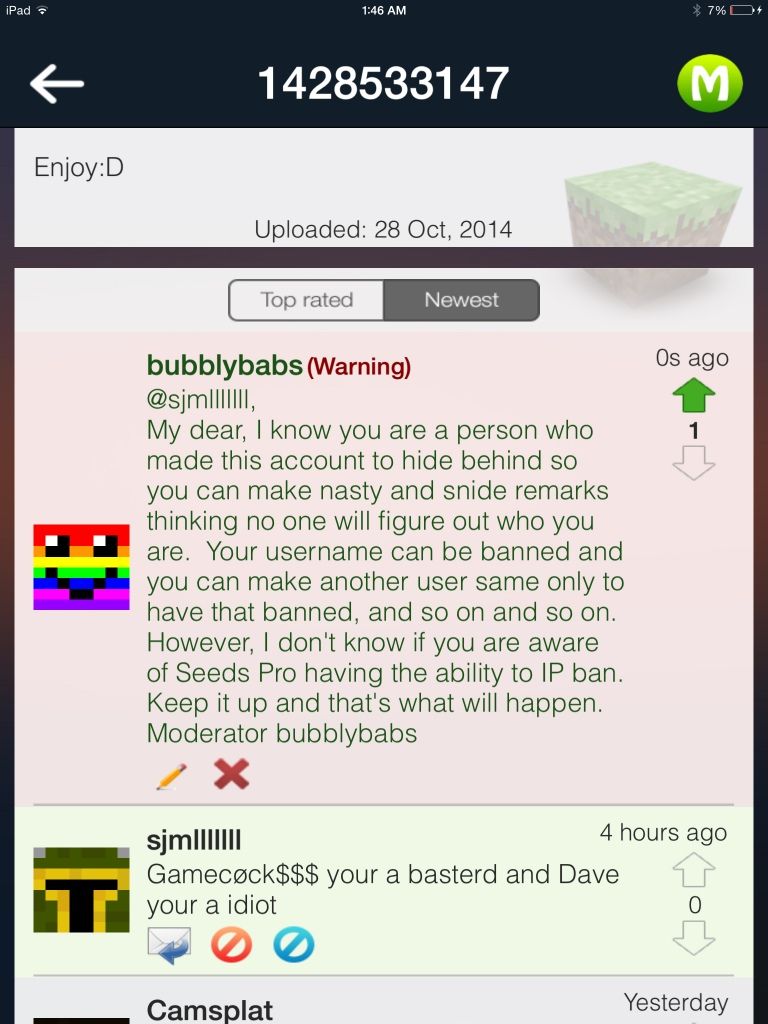 iPad 1:46 AM 7%
1428533147
M
Enjoy:D
Uploaded: 28 Oct, 2014
Top rated Newest
bubblybabs (Warning) 0s ago
@sjmlllllll,
My dear, I know you are a person who
made this account to hide behind so
you can make nasty and snide remarks
thinking no one will figure out who you
are.  Your username can be banned and
you can make another user same only to
have that banned, and so on and so on.
However, I don't know if you are aware
of Seeds Pro having the ability to IP ban.
Keep it up and that's what will happen.
Moderator bubblybabs
1
sjmlllllll 4 hours ago
Gamecøck$$$ your a basterd and Dave
your a idiot
0
Camsplat Yesterday